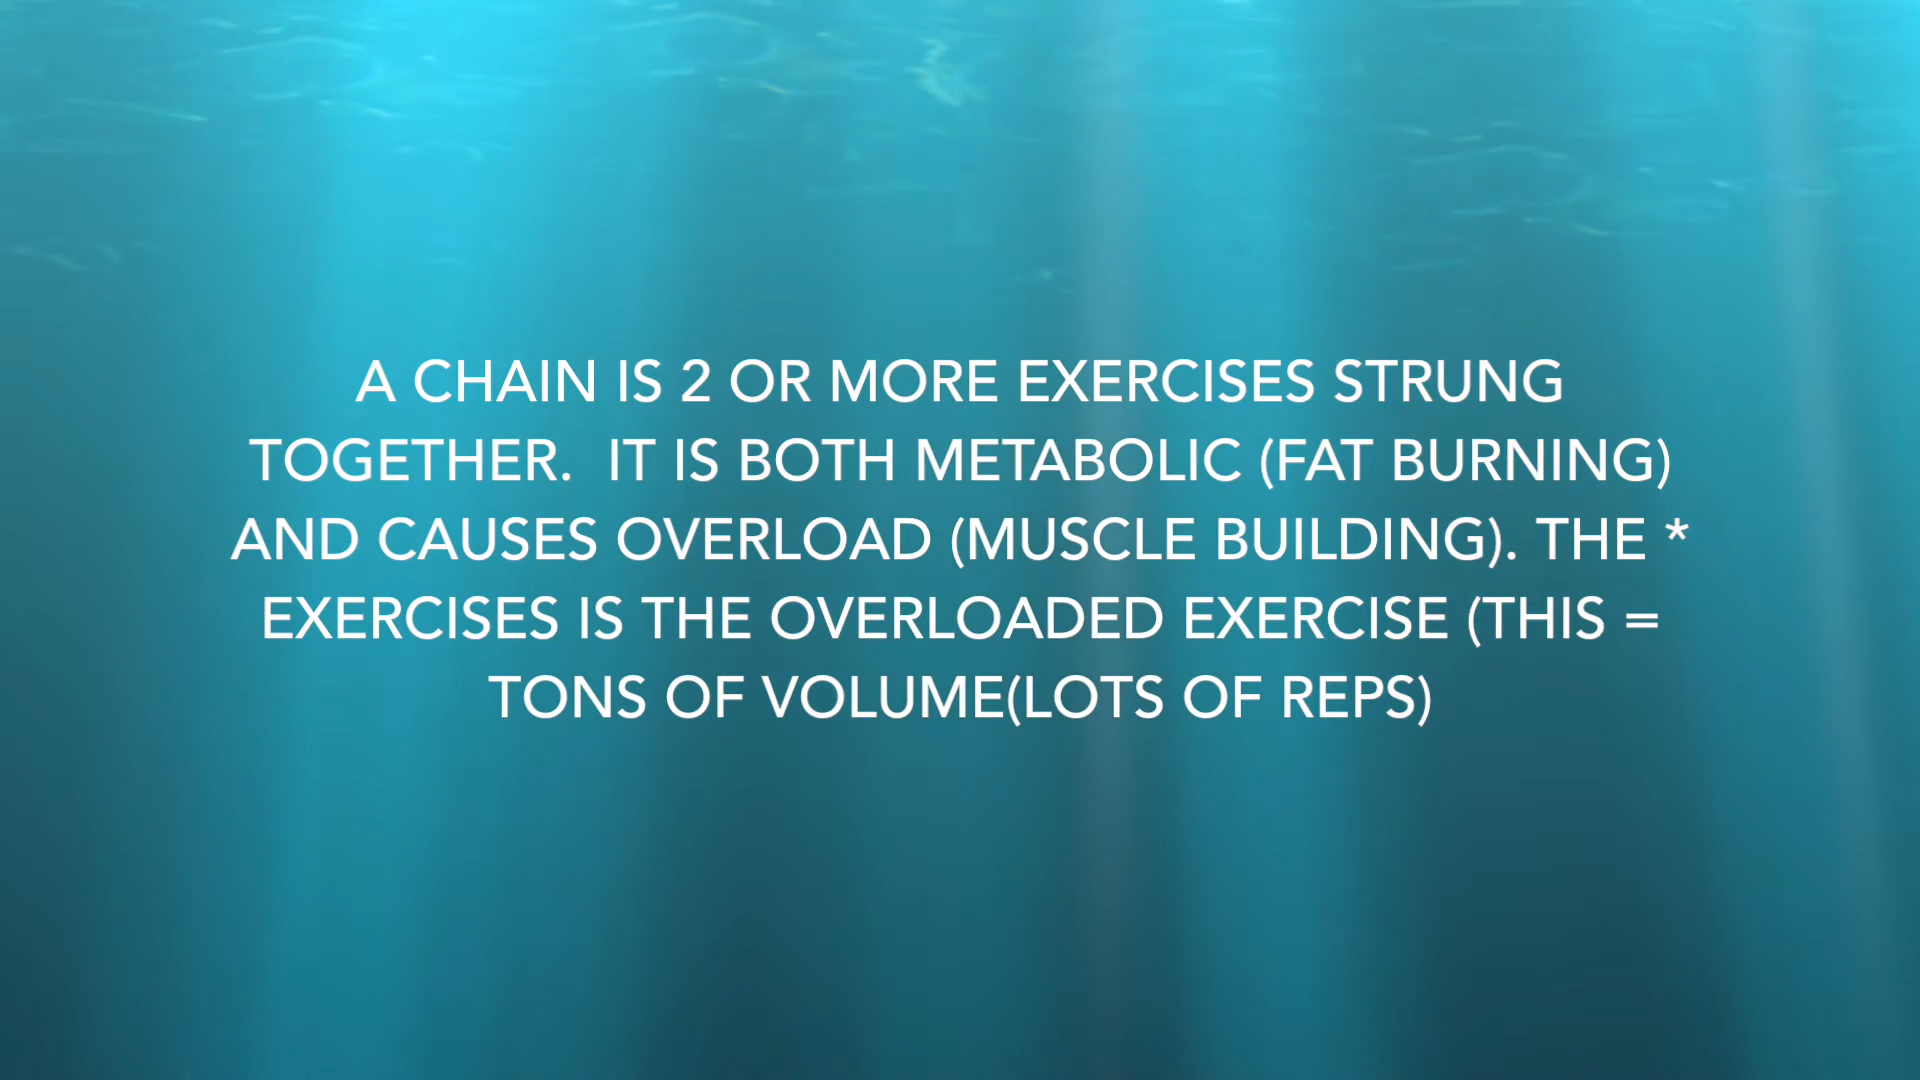 A CHAIN IS 2 OR MORE EXERCISES STRUNG
TOGETHER.  IT IS BOTH METABOLIC (FAT BURNING)
AND CAUSES OVERLOAD (MUSCLE BUILDING). THE *
EXERCISES IS THE OVERLOADED EXERCISE (THIS =
TONS OF VOLUME(LOTS OF REPS)